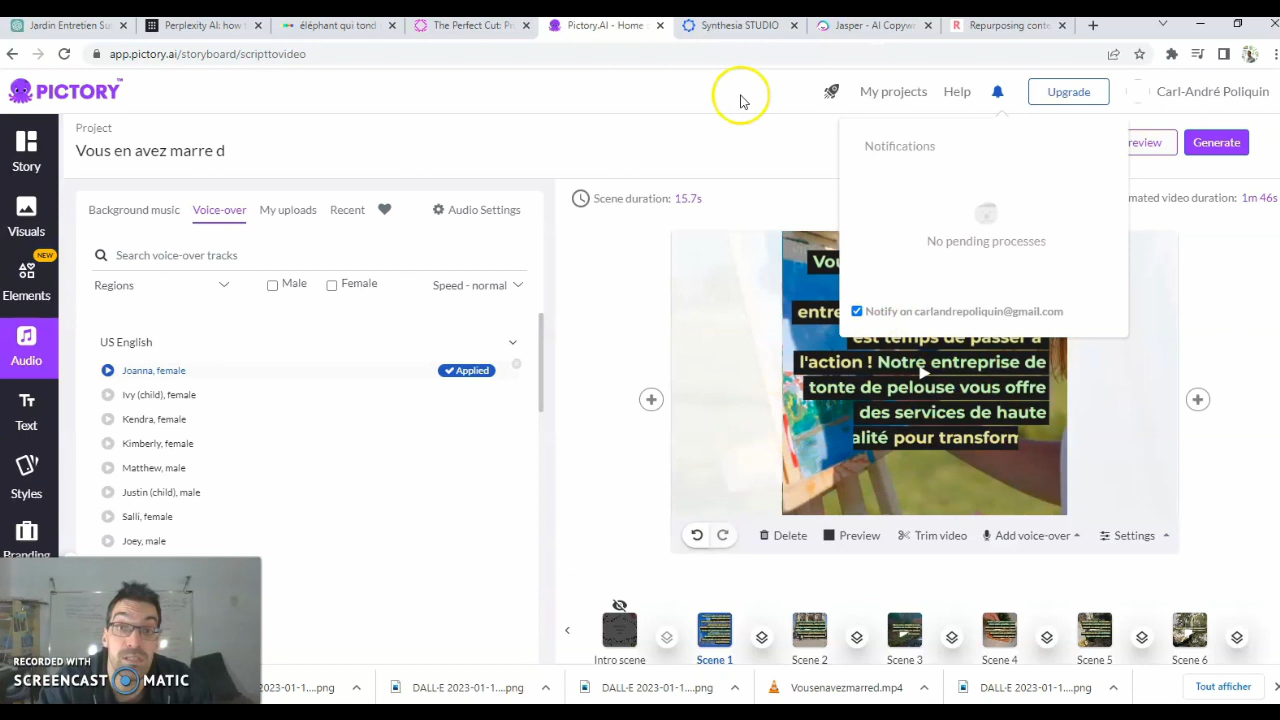 Jardin Entretien Su
Perplexity AI: how t
éléphant qui tond
The Perfect Cut: Pro
Pictory.AI - Home
Synthesia STUDIO
Jasper - AI Copywr
Repurposing conte
app.pictory.ai/storyboard/scripttovideo
PICTORY
My projects
Help
Upgrade
Carl-André Poliquin
Project
Vous en avez marre d
Notifications
review
Generate
Story
Background music
Voice-over
My uploads
Recent
Audio Settings
Scene duration: 15.7s
mated video duration: 1m 46s
No pending processes
Visuals
Search voice-over tracks
NEW
Elements
Regions
Male
Female
Speed - normal
Notify on carlandrepoliquin@gmail.com
Vou
entre
est temps de passer à
l'action ! Notre entreprise de
tonte de pelouse vous offre
des services de haute
alité pour transform
US English
Audio
Joanna, female
Applied
Ivy (child), female
Text
Kendra, female
Kimberly, female
Matthew, male
Styles
Justin (child), male
Salli, female
Joey, male
Branding
Delete
Preview
Trim video
Add voice-over
Settings
Intro scene
Scene 1
Scene 2
Scene 3
Scene 4
Scene 5
Scene 6
RECORDED WITH
SCREENCAST MATIC
2023-01-1....png
DALL·E 2023-01-1....png
DALL·E 2023-01-1....png
Vousenavezmarred.mp4
DALL·E 2023-01-1....png
Tout afficher